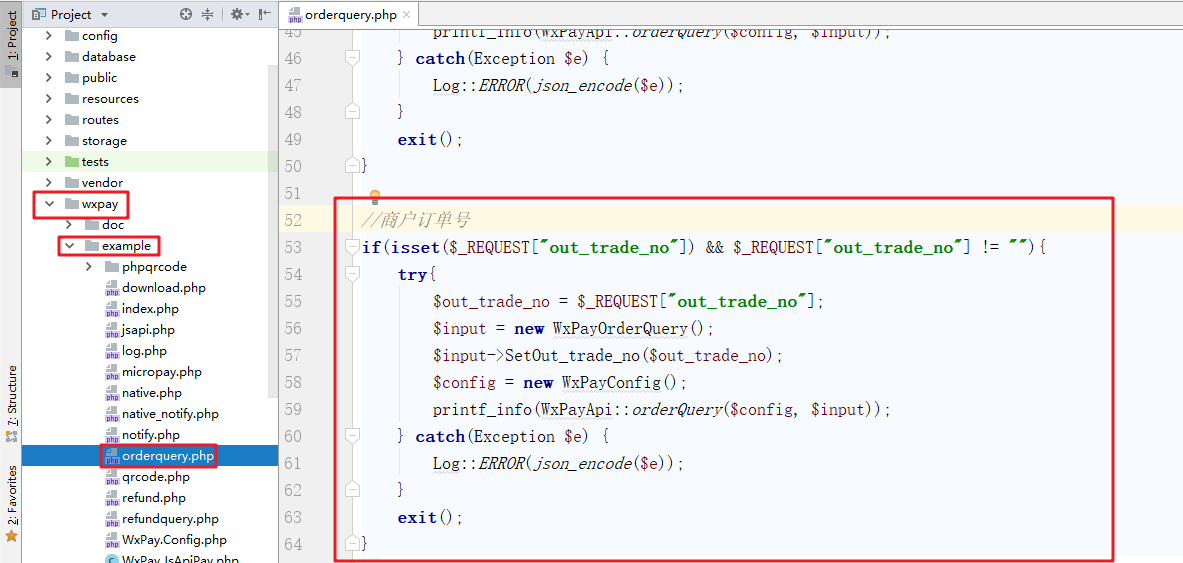 1: Project
7: Structure
2: Favorites
Project
config
database
public
resources
routes
storage
tests
vendor
wxpay
doc
example
phpqrcode
download.php
index.php
jsapi.php
log.php
micropay.php
native.php
native_notify.php
notify.php
orderquery.php
qrcode.php
refund.php
refundquery.php
WxPay.Config.php
WxPay.JsApiPay.php
orderquery.php
45 printf_info(WxPayApi::orderQuery($config, $input));
46 } catch(Exception $e) {
47 Log::ERROR(json_encode($e));
48 }
49 exit();
50 }
51
52 //商户订单号
53 if(isset($_REQUEST["out_trade_no"]) && $_REQUEST["out_trade_no"] != ""){
54 try{
55 $out_trade_no = $_REQUEST["out_trade_no"];
56 $input = new WxPayOrderQuery();
57 $input->SetOut_trade_no($out_trade_no);
58 $config = new WxPayConfig();
59 printf_info(WxPayApi::orderQuery($config, $input));
60 } catch(Exception $e) {
61 Log::ERROR(json_encode($e));
62 }
63 exit();
64 }